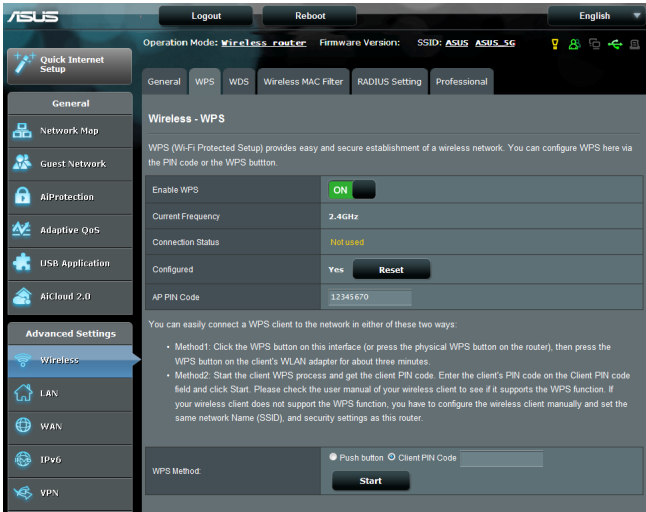 ASUS
Logout
Reboot
English
Operation Mode: Wireless router Firmware Version: SSID: ASUS ASUS_5G
Quick Internet
Setup
General
WPS
WDS
Wireless MAC Filter
RADIUS Setting
Professional
General
Network Map
Guest Network
AiProtection
Adaptive QoS
USB Application
AiCloud 2.0
Advanced Settings
Wireless
LAN
WAN
IPv6
VPN
Wireless - WPS
WPS (Wi-Fi Protected Setup) provides easy and secure establishment of a wireless network. You can configure WPS here via
the PIN code or the WPS buttton.
Enable WPS ON
Current Frequency 2.4GHz
Connection Status Not used
Configured Yes Reset
AP PIN Code 12345670
You can easily connect a WPS client to the network in either of these two ways:
• Method1: Click the WPS button on this interface (or press the physical WPS button on the router), then press the
WPS button on the client's WLAN adapter for about three minutes.
• Method2: Start the client WPS process and get the client PIN code. Enter the client's PIN code on the Client PIN code
field and click Start. Please check the user manual of your wireless client to see if it supports the WPS function. If
your wireless client does not support the WPS function, you have to configure the wireless client manually and set the
same network Name (SSID), and security settings as this router.
WPS Method: Push button Client PIN Code
Start